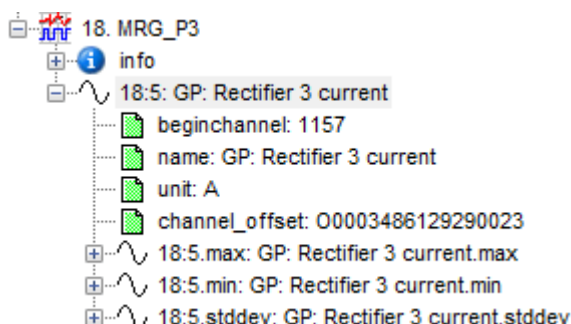 18. MRG_P3
info
18:5: GP: Rectifier 3 current
beginchannel: 1157
name: GP: Rectifier 3 current
unit: A
channel_offset: O0003486129290023
18:5.max: GP: Rectifier 3 current.max
18:5.min: GP: Rectifier 3 current.min
18:5.stddev: GP: Rectifier 3 current.stddev